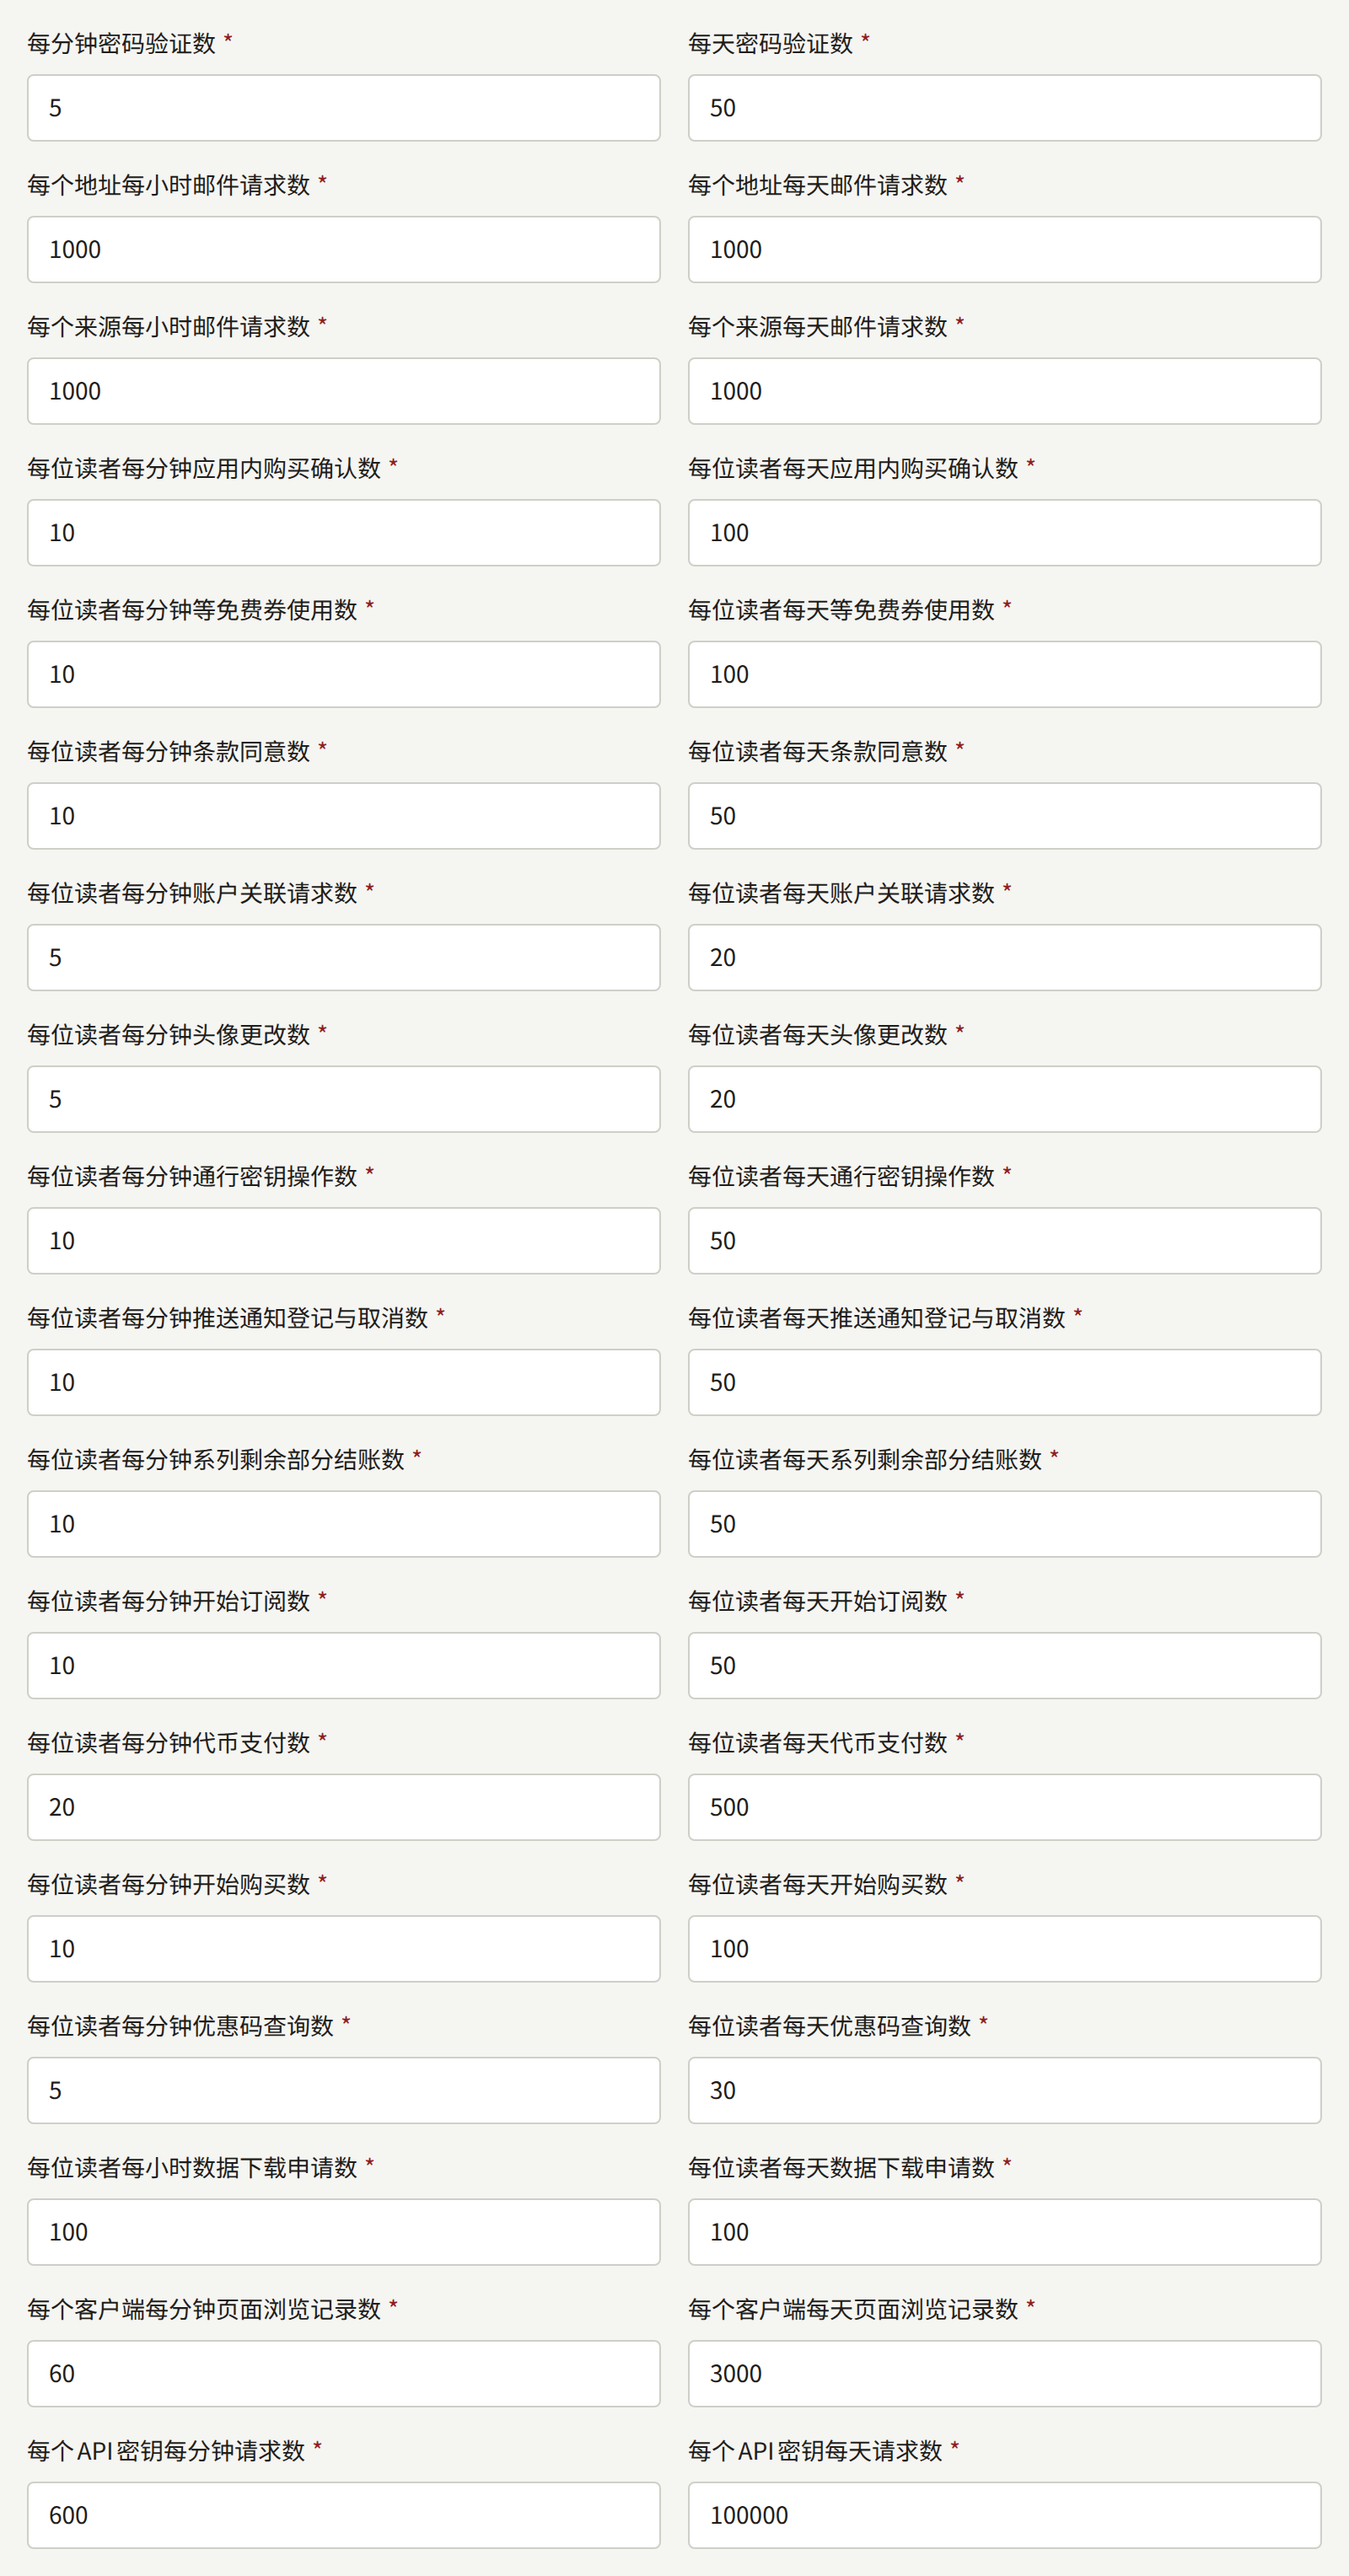 每分钟密码验证数 *
每天密码验证数 *
5
50
每个地址每小时邮件请求数 *
每个地址每天邮件请求数 *
1000
1000
每个来源每小时邮件请求数 *
每个来源每天邮件请求数 *
1000
1000
每位读者每分钟应用内购买确认数 *
每位读者每天应用内购买确认数 *
10
100
每位读者每分钟等免费券使用数 *
每位读者每天等免费券使用数 *
10
100
每位读者每分钟条款同意数 *
每位读者每天条款同意数 *
10
50
每位读者每分钟账户关联请求数 *
每位读者每天账户关联请求数 *
5
20
每位读者每分钟头像更改数 *
每位读者每天头像更改数 *
5
20
每位读者每分钟通行密钥操作数 *
每位读者每天通行密钥操作数 *
10
50
每位读者每分钟推送通知登记与取消数 *
每位读者每天推送通知登记与取消数 *
10
50
每位读者每分钟系列剩余部分结账数 *
每位读者每天系列剩余部分结账数 *
10
50
每位读者每分钟开始订阅数 *
每位读者每天开始订阅数 *
10
50
每位读者每分钟代币支付数 *
每位读者每天代币支付数 *
20
500
每位读者每分钟开始购买数 *
每位读者每天开始购买数 *
10
100
每位读者每分钟优惠码查询数 *
每位读者每天优惠码查询数 *
5
30
每位读者每小时数据下载申请数 *
每位读者每天数据下载申请数 *
100
100
每个客户端每分钟页面浏览记录数 *
每个客户端每天页面浏览记录数 *
60
3000
每个 API 密钥每分钟请求数 *
每个 API 密钥每天请求数 *
600
100000